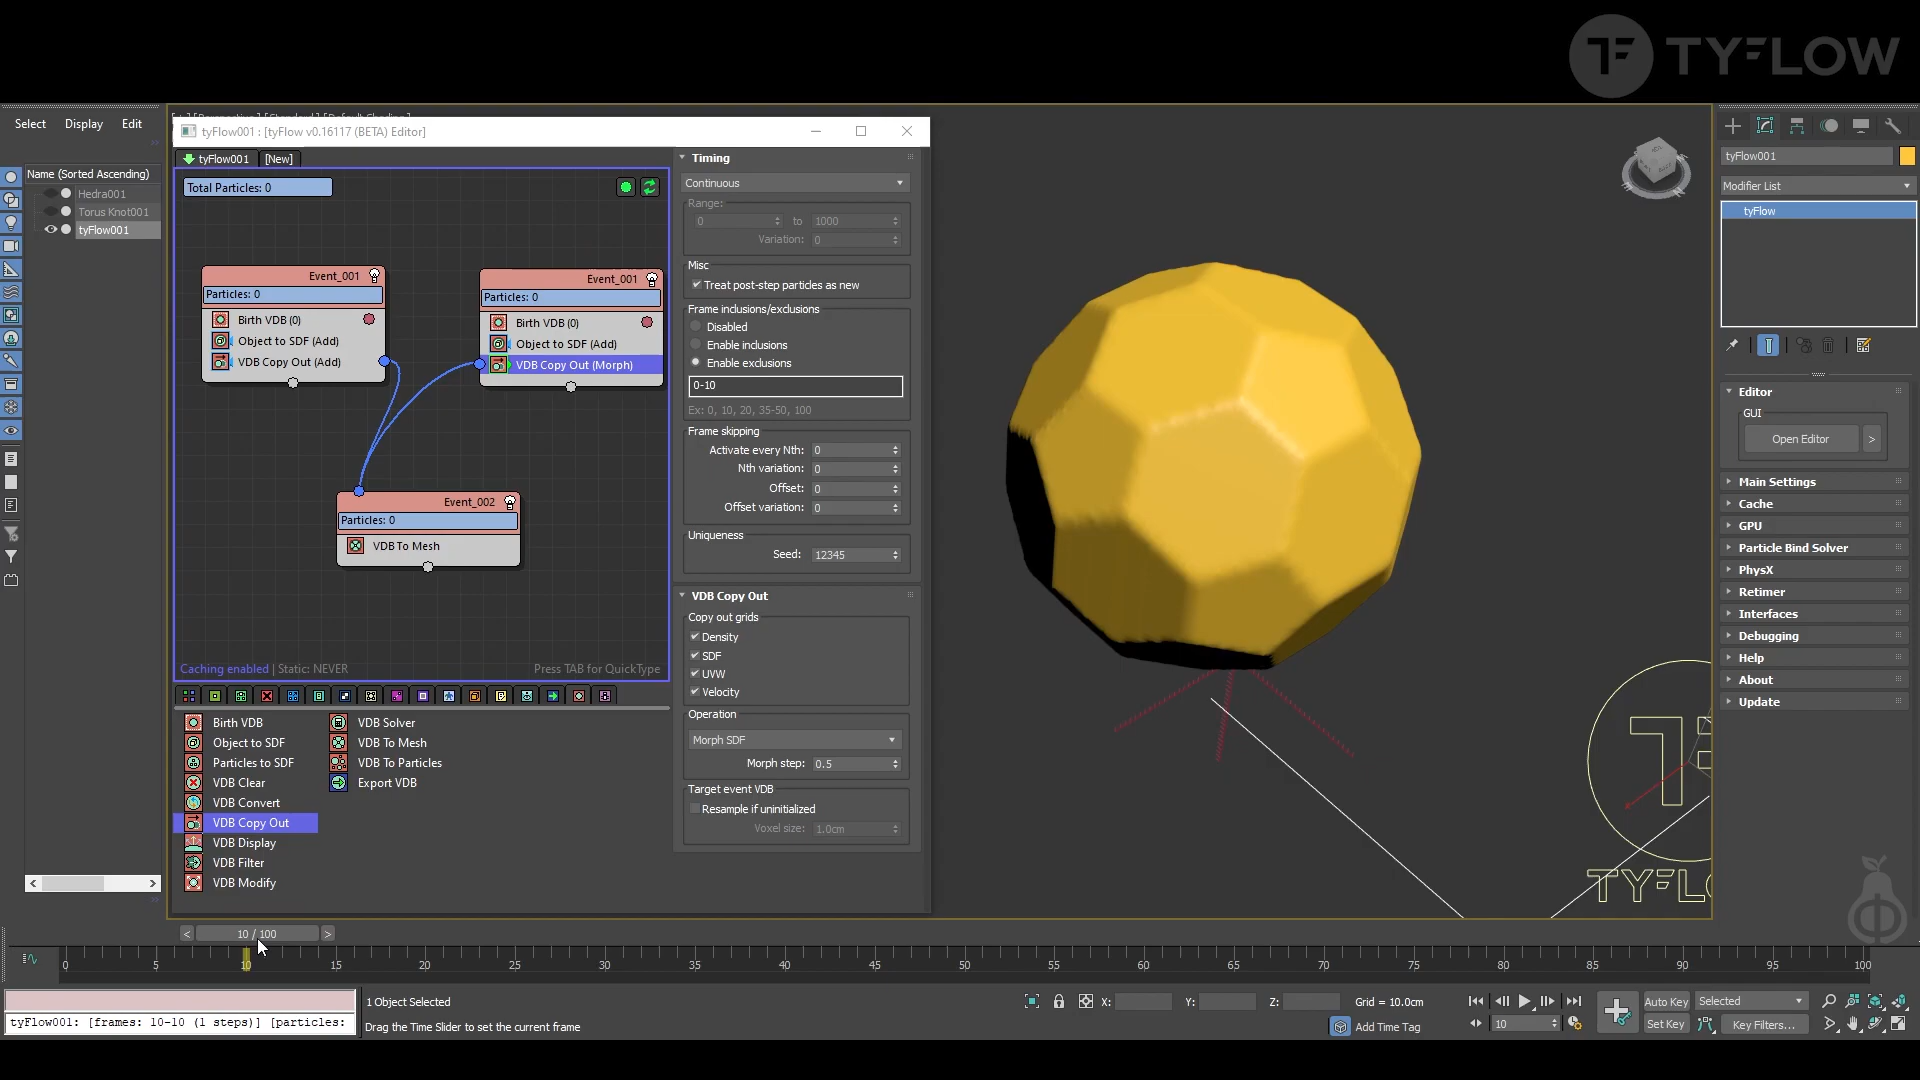 TYFLOW
Select Display Edit
Name (Sorted Ascending)
Hedra001
Torus Knot001
tyFlow001
tyFlow001 : [tyFlow v0.16117 (BETA) Editor]
tyFlow001 [New]
Total Particles: 0
Event_001
Particles: 0
Birth VDB (0)
Object to SDF (Add)
VDB Copy Out (Add)
Event_001
Particles: 0
Birth VDB (0)
Object to SDF (Add)
VDB Copy Out (Morph)
Event_002
Particles: 0
VDB To Mesh
Caching enabled | Static: NEVER
Press TAB for QuickType
Birth VDB
Object to SDF
Particles to SDF
VDB Clear
VDB Convert
VDB Copy Out
VDB Display
VDB Filter
VDB Modify
VDB Solver
VDB To Mesh
VDB To Particles
Export VDB
Timing
Continuous
Range:
0 to 1000
Variation: 0
Misc
Treat post-step particles as new
Frame inclusions/exclusions
Disabled
Enable inclusions
Enable exclusions
0-10
Ex: 0, 10, 20, 35-50, 100
Frame skipping
Activate every Nth: 0
Nth variation: 0
Offset: 0
Offset variation: 0
Uniqueness
Seed: 12345
VDB Copy Out
Copy out grids
Density
SDF
UVW
Velocity
Operation
Morph SDF
Morph step: 0.5
Target event VDB
Resample if uninitialized
Voxel size: 1.0cm
TYFLO
tyFlow001
Modifier List
tyFlow
Editor
GUI
Open Editor >
Main Settings
Cache
GPU
Particle Bind Solver
PhysX
Retimer
Interfaces
Debugging
Help
About
Update
< 10 / 100 >
0 5 10 15 20 25 30 35 40 45 50 55 60 65 70 75 80 85 90 95 100
tyFlow001: [frames: 10-10 (1 steps)] [particles:
1 Object Selected
Drag the Time Slider to set the current frame
X: Y: Z: Grid = 10.0cm
Add Time Tag
10
Auto Key Selected
Set Key Key Filters...